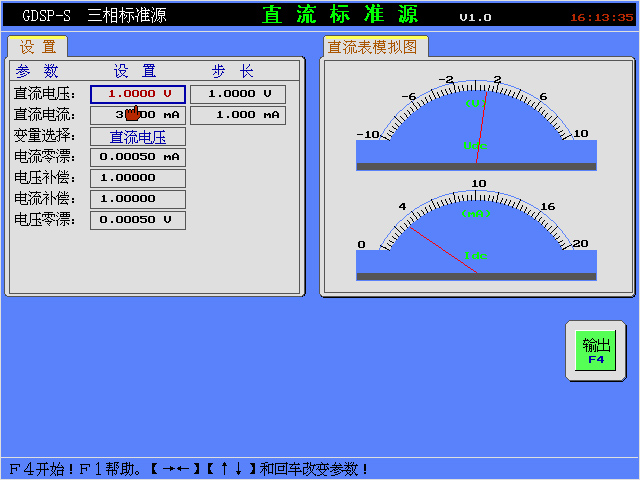 GDSP-S 三相标准源 直流标准源 V1.0 16:13:35
设 置
参 数 设 置 步 长
直流电压: 1.0000 V 1.0000 V
直流电流: mA 1.000 mA
变量选择: 直流电压
电流零漂: 0.00050 mA
电压补偿: 1.00000
电流补偿: 1.00000
电压零漂: 0.00050 V
直流表模拟图
-10 -6 -2 2 6 10
(V)
Udc
0 4 10 16 20
(mA)
Idc
输出
F4
F4开始!F1帮助。【→←】【↑↓】和回车改变参数!